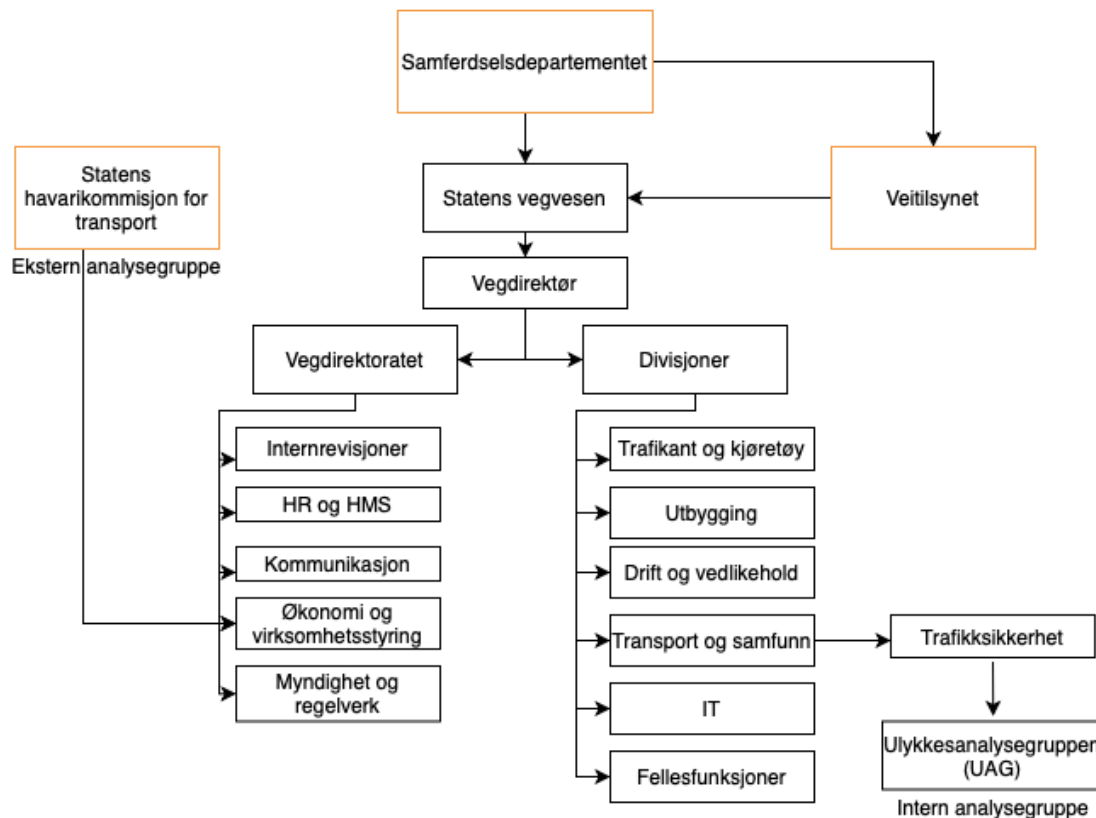 Samferdselsdepartementet
Statens
havarikommisjon for
transport
Ekstern analysegruppe
Statens vegvesen
Veitilsynet
Vegdirektør
Vegdirektoratet
Divisjoner
Internrevisjoner
HR og HMS
Kommunikasjon
Økonomi og
virksomhetsstyring
Myndighet og
regelverk
Trafikant og kjøretøy
Utbygging
Drift og vedlikehold
Transport og samfunn
IT
Fellesfunksjoner
Trafikksikkerhet
Ulykkesanalysegruppen
(UAG)
Intern analysegruppe